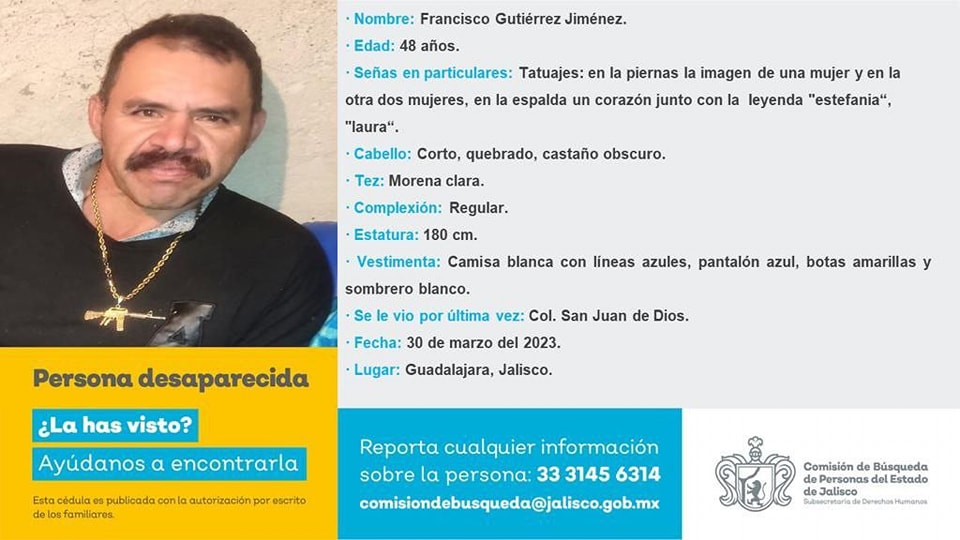 · Nombre: Francisco Gutiérrez Jiménez.
· Edad: 48 años.
· Señas en particulares: Tatuajes: en la piernas la imagen de una mujer y en la
otra dos mujeres, en la espalda un corazón junto con la leyenda "estefania“,
"laura“.
· Cabello: Corto, quebrado, castaño obscuro.
· Tez: Morena clara.
· Complexión: Regular.
· Estatura: 180 cm.
· Vestimenta: Camisa blanca con líneas azules, pantalón azul, botas amarillas y
sombrero blanco.
· Se le vio por última vez: Col. San Juan de Dios.
· Fecha: 30 de marzo del 2023.
· Lugar: Guadalajara, Jalisco.
Persona desaparecida
¿La has visto?
Ayúdanos a encontrarla
Esta cédula es publicada con la autorización por escrito
de los familiares.
Reporta cualquier información
sobre la persona: 33 3145 6314
comisiondebusqueda@jalisco.gob.mx
Comisión de Búsqueda
de Personas del Estado
de Jalisco
Subsecretaría de Derechos Humanos